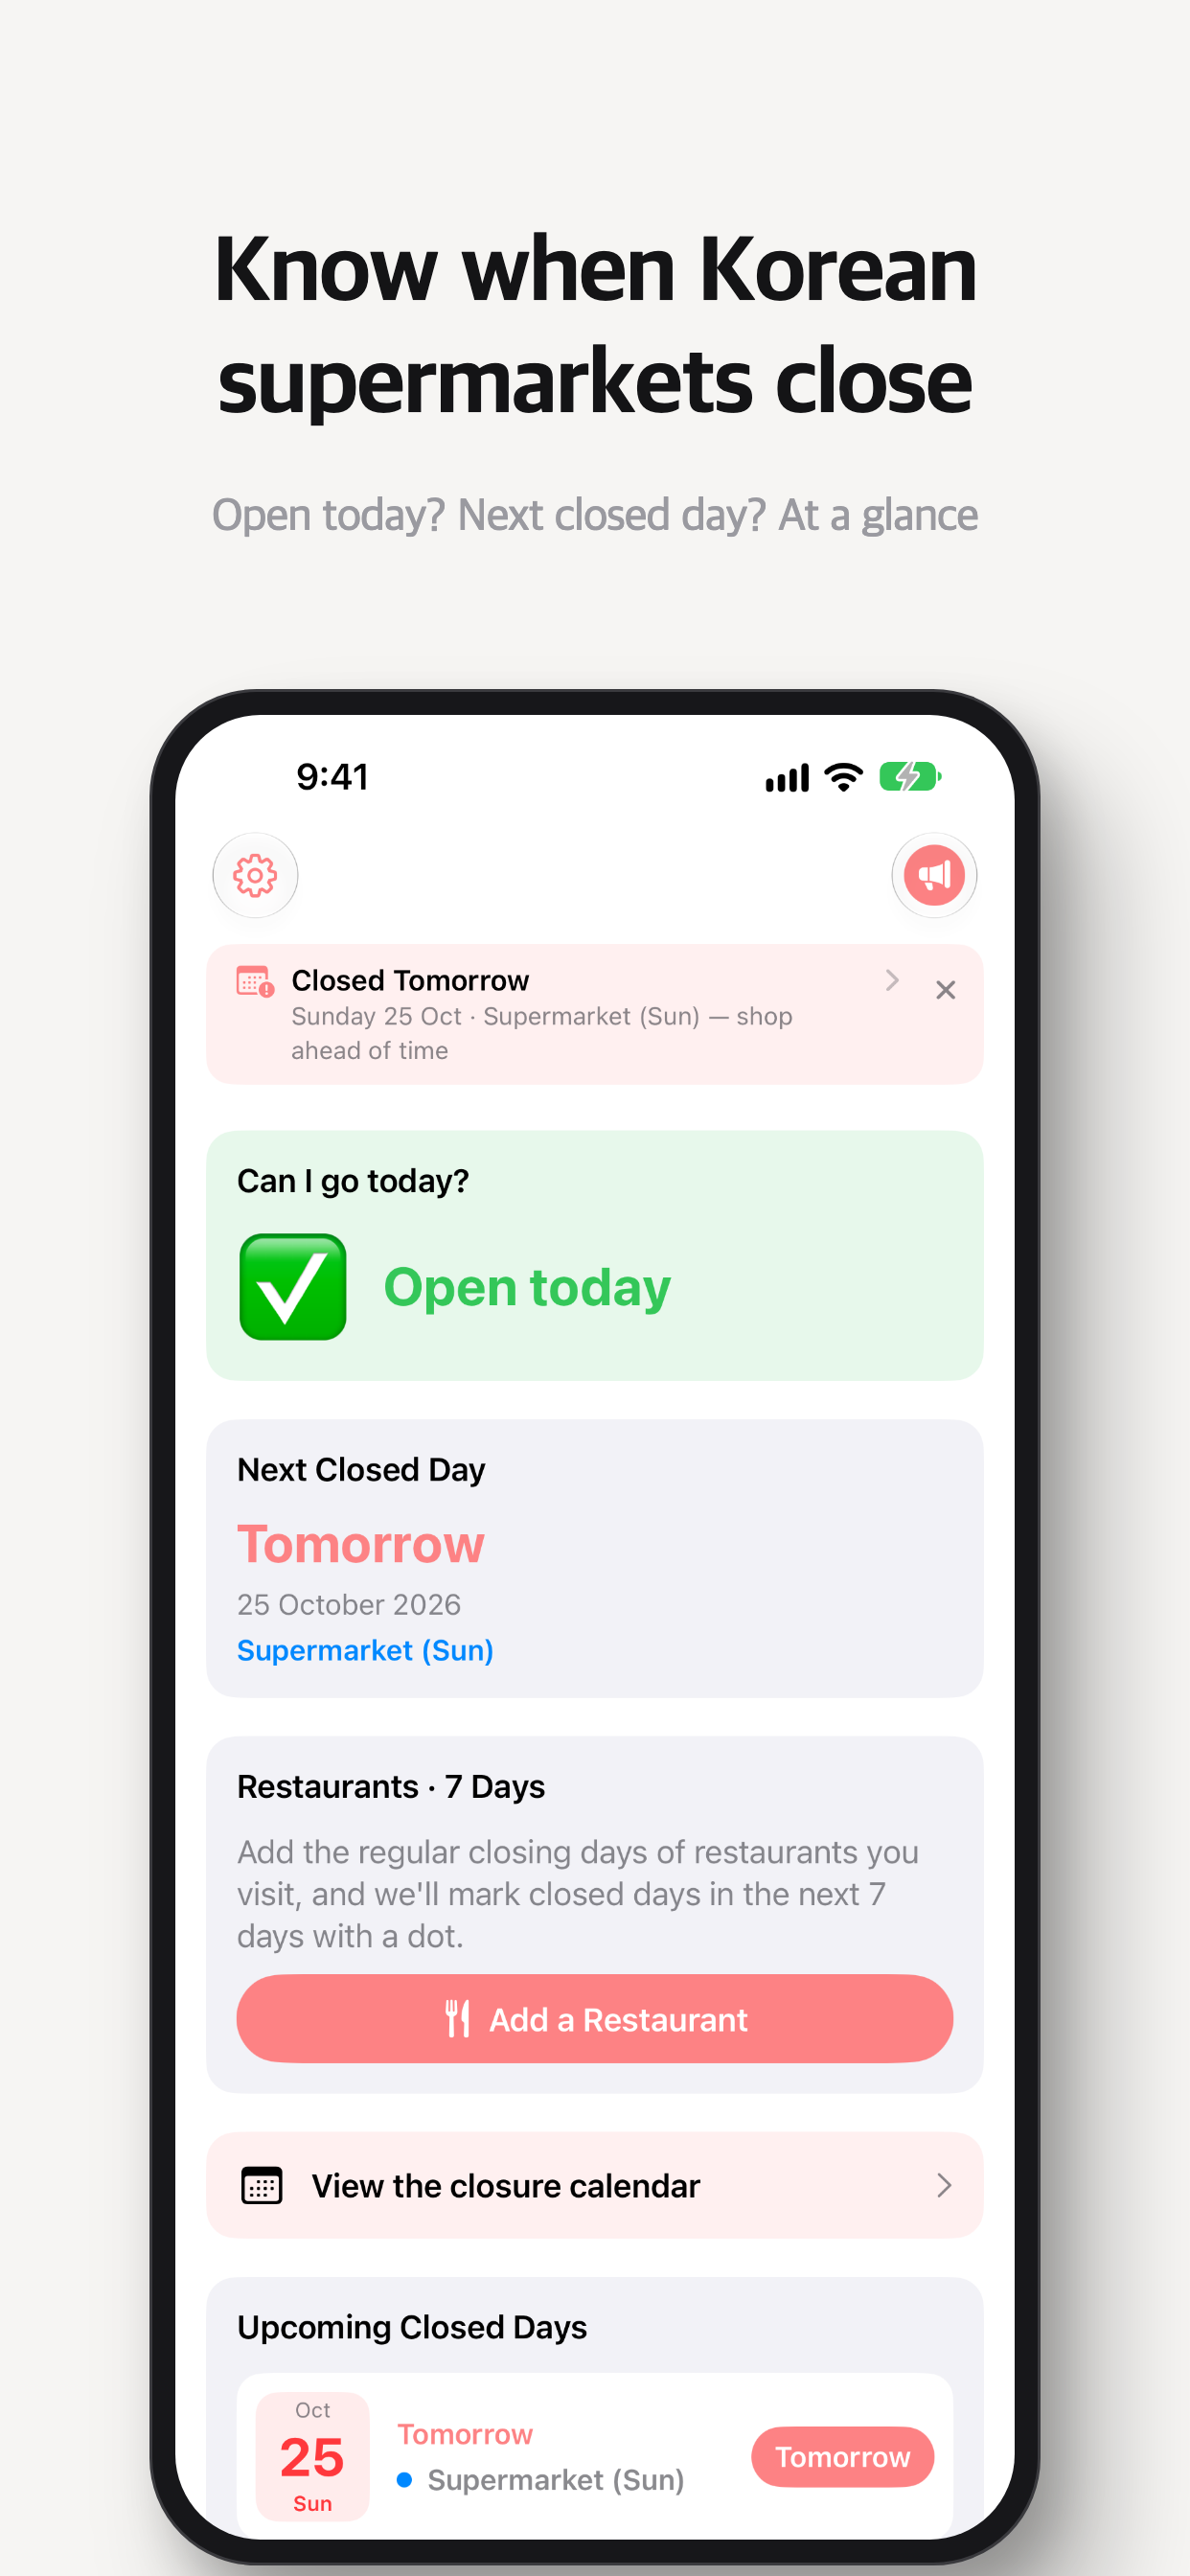 Know when Korean
supermarkets close
Open today? Next closed day? At a glance
9:41
Closed Tomorrow
Sunday 25 Oct · Supermarket (Sun) — shop
ahead of time
Can I go today?
Open today
Next Closed Day
Tomorrow
25 October 2026
Supermarket (Sun)
Restaurants · 7 Days
Add the regular closing days of restaurants you
visit, and we'll mark closed days in the next 7
days with a dot.
Add a Restaurant
View the closure calendar
Upcoming Closed Days
Oct
25
Sun
Tomorrow
Supermarket (Sun)
Tomorrow